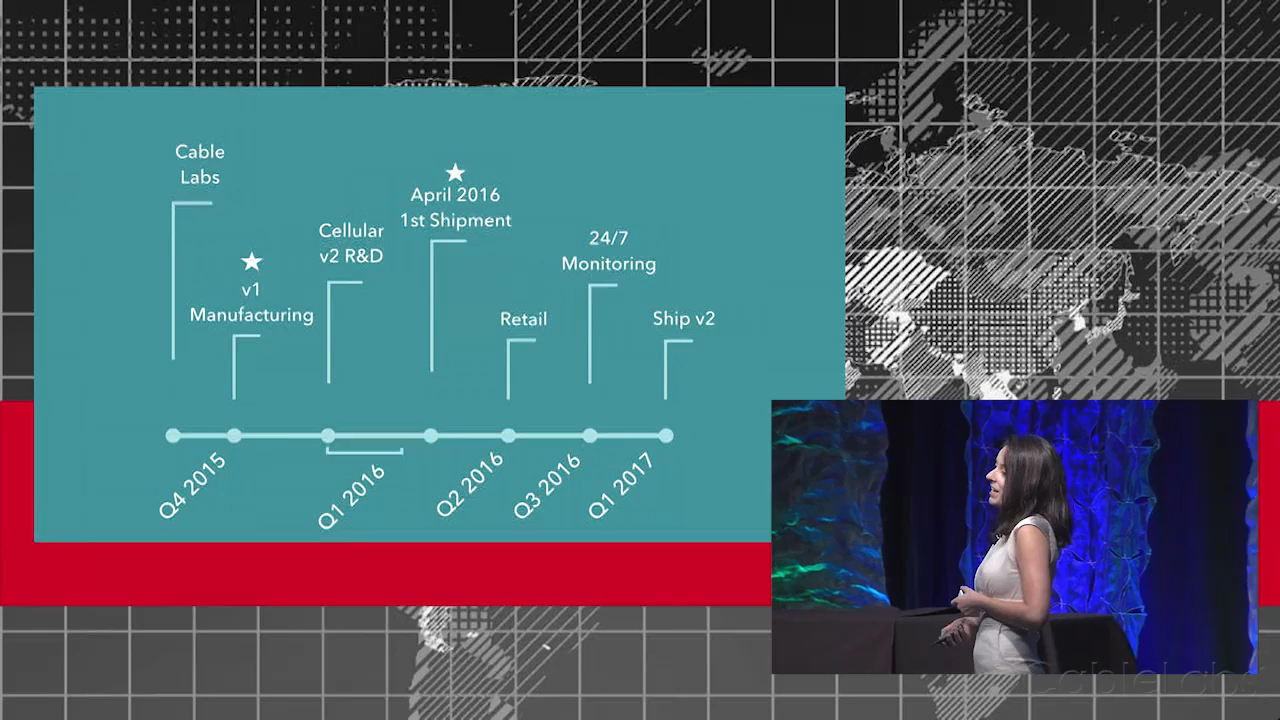 Cable
Labs
★
v1
Manufacturing
Cellular
v2 R&D
★
April 2016
1st Shipment
Retail
24/7
Monitoring
Ship v2
Q4 2015
Q1 2016
Q2 2016
Q3 2016
Q1 2017
CableLabs